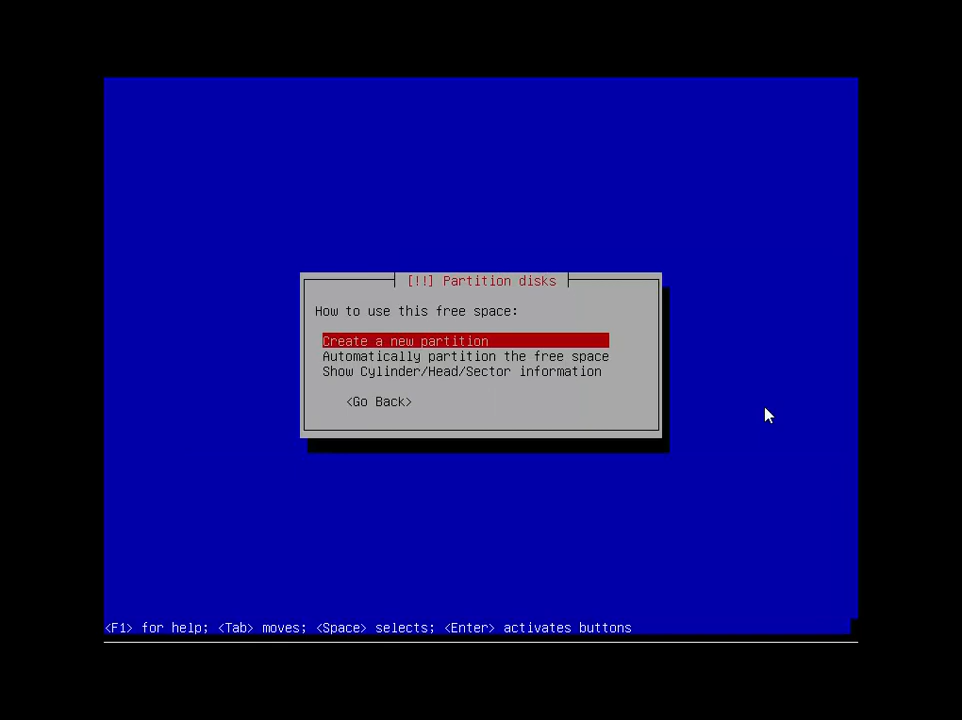 [!!] Partition disks
How to use this free space:
Create a new partition
Automatically partition the free space
Show Cylinder/Head/Sector information
<Go Back>
<F1> for help; <Tab> moves; <Space> selects; <Enter> activates buttons